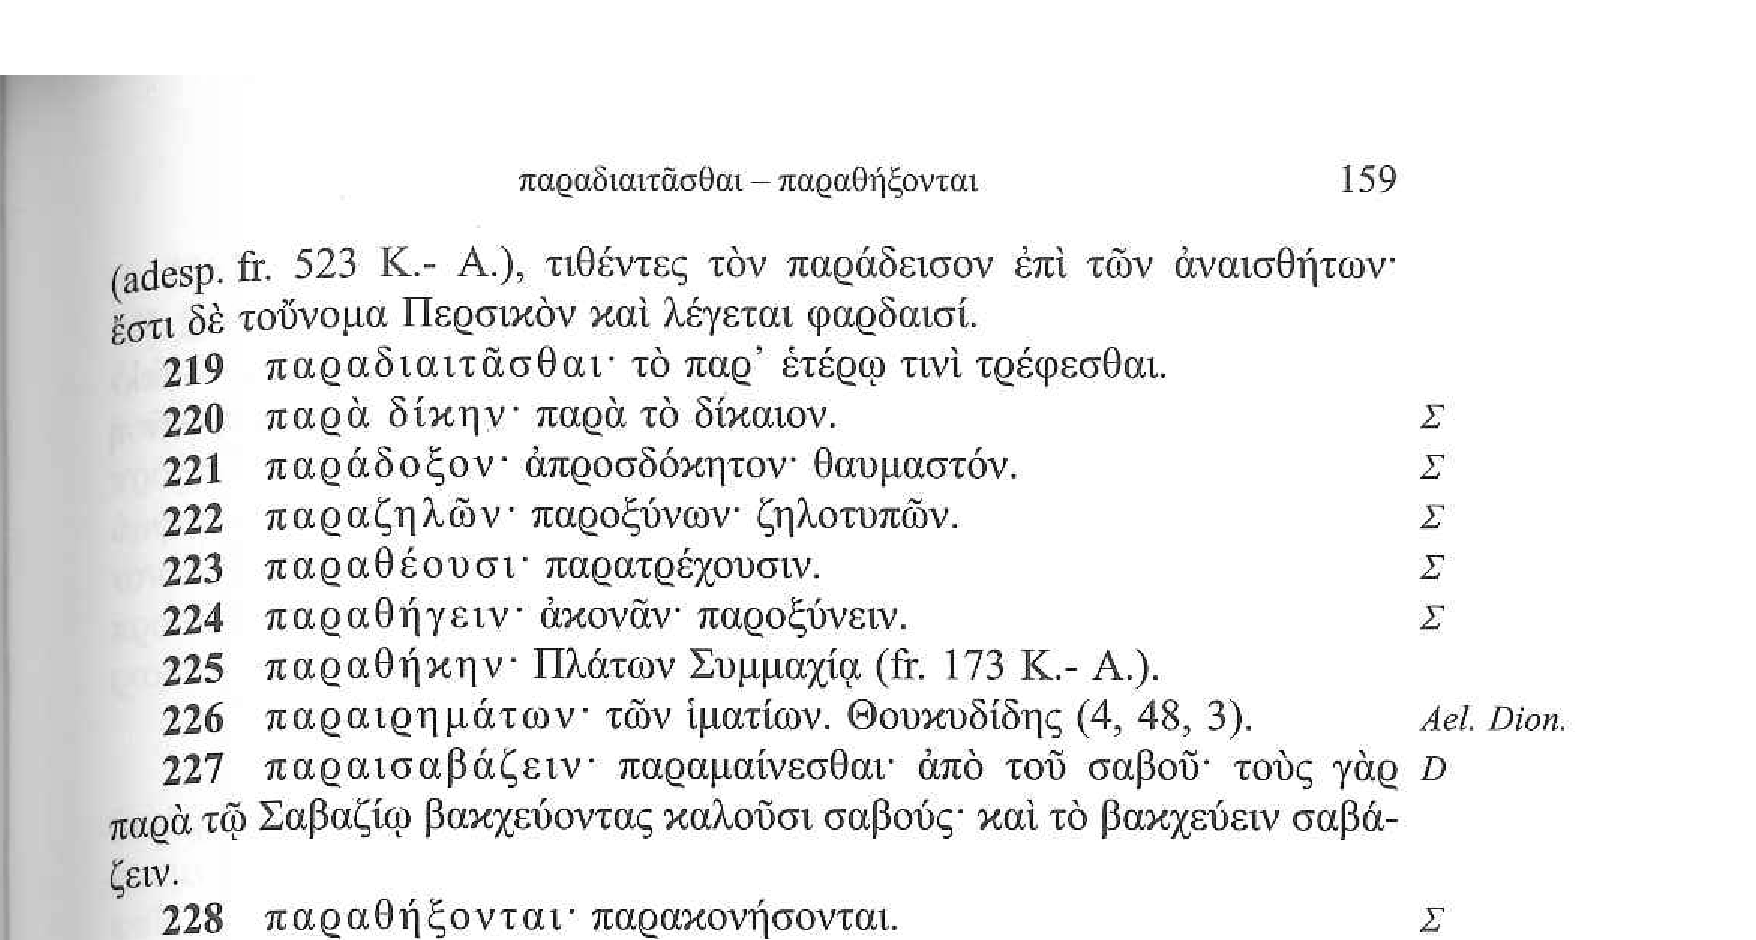 παραδιαιτᾶσθαι – παραθήξονται 159
(adesp. fr. 523 K.- A.), τιθέντες τὸν παράδεισον ἐπὶ τῶν ἀναισθήτων·
ἔστι δὲ τοὔνομα Περσικὸν καὶ λέγεται φαρδαισί.
219 παραδιαιτᾶσθαι· τὸ παρ’ ἑτέρῳ τινὶ τρέφεσθαι.
220 παρὰ δίκην· παρὰ τὸ δίκαιον. Σ
221 παράδοξον· ἀπροσδόκητον· θαυμαστόν. Σ
222 παραζηλῶν· παροξύνων· ζηλοτυπῶν. Σ
223 παραθέουσι· παρατρέχουσιν. Σ
224 παραθήγειν· ἀκονᾶν· παροξύνειν. Σ
225 παραθήκην· Πλάτων Συμμαχίᾳ (fr. 173 K.- A.).
226 παραιρημάτων· τῶν ἱματίων. Θουκυδίδης (4, 48, 3). Ael. Dion.
227 παραισαβάζειν· παραμαίνεσθαι· ἀπὸ τοῦ σαβοῦ· τοὺς γὰρ D
παρὰ τῷ Σαβαζίῳ βακχεύοντας καλοῦσι σαβούς· καὶ τὸ βακχεύειν σαβά-
ζειν.
228 παραθήξονται· παρακονήσονται. Σ